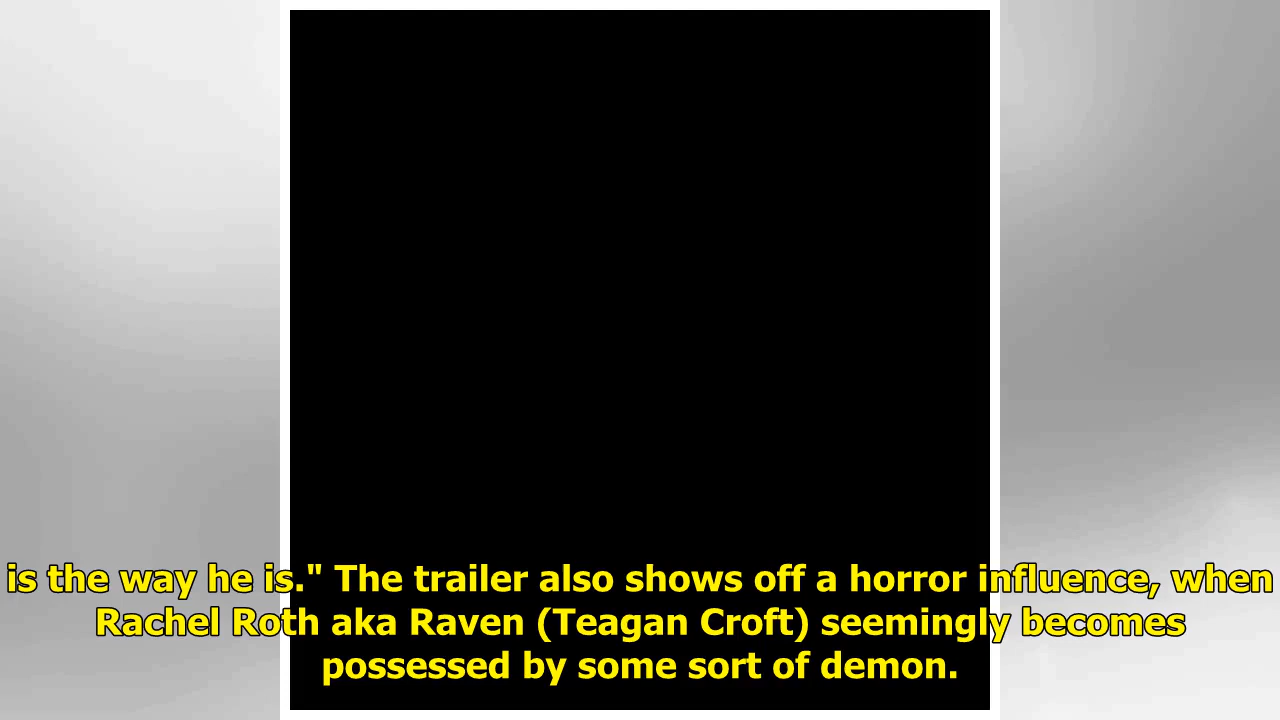 is the way he is." The trailer also shows off a horror influence, when
Rachel Roth aka Raven (Teagan Croft) seemingly becomes
possessed by some sort of demon.